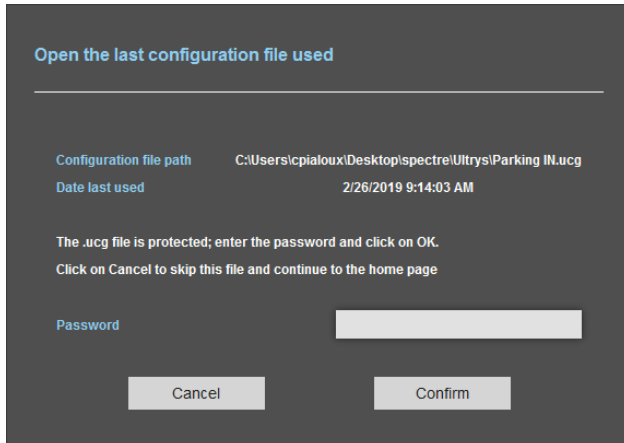 Open the last configuration file used
Configuration file path C:\Users\cpialoux\Desktop\spectre\Ultrys\Parking IN.ucg
Date last used 2/26/2019 9:14:03 AM
The .ucg file is protected; enter the password and click on OK.
Click on Cancel to skip this file and continue to the home page
Password
Cancel Confirm